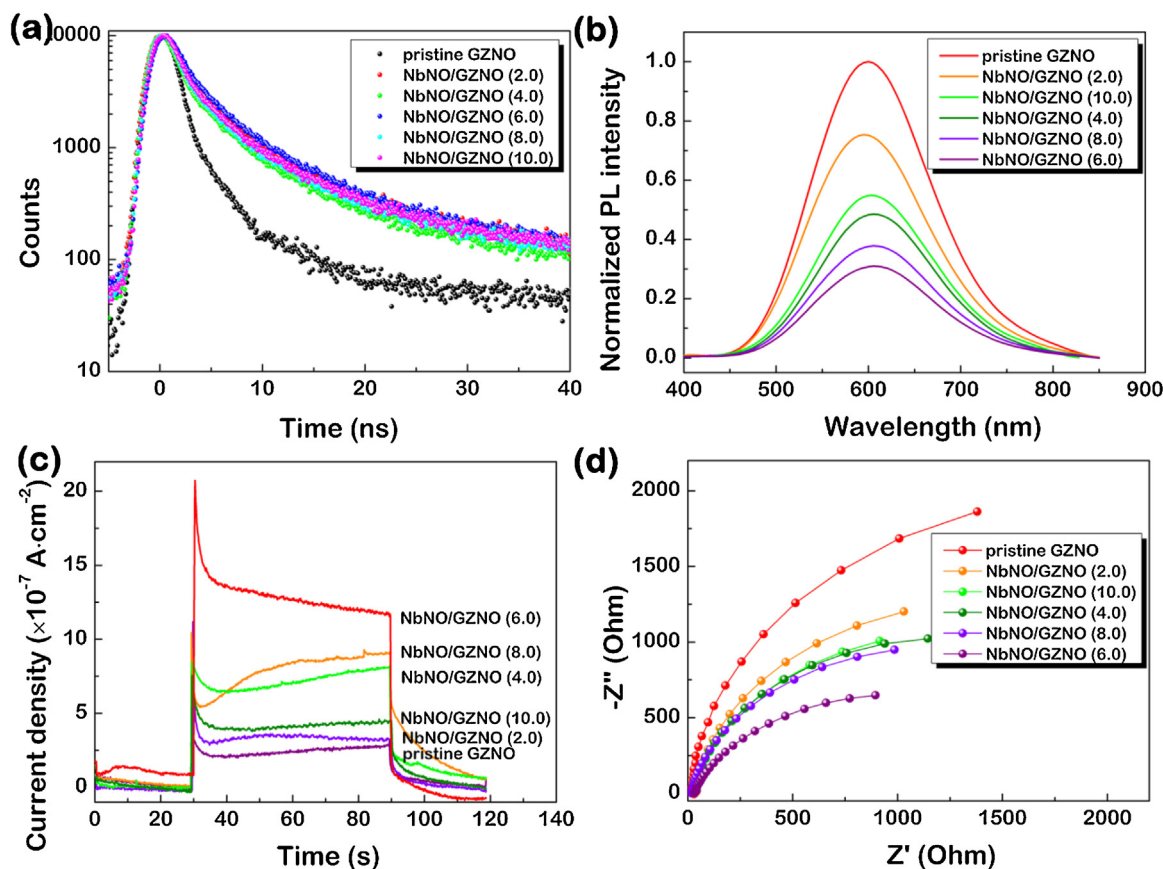 (a)
10000
1000
100
10
Counts
0
10
20
30
40
Time (ns)
pristine GZNO
NbNO/GZNO (2.0)
NbNO/GZNO (4.0)
NbNO/GZNO (6.0)
NbNO/GZNO (8.0)
NbNO/GZNO (10.0)
(b)
1.0
0.8
0.6
0.4
0.2
0.0
Normalized PL intensity
400
500
600
700
800
900
Wavelength (nm)
pristine GZNO
NbNO/GZNO (2.0)
NbNO/GZNO (10.0)
NbNO/GZNO (4.0)
NbNO/GZNO (8.0)
NbNO/GZNO (6.0)
(c)
20
15
10
5
0
Current density (×10⁻⁷ A·cm⁻²)
0
20
40
60
80
100
120
140
Time (s)
NbNO/GZNO (6.0)
NbNO/GZNO (8.0)
NbNO/GZNO (4.0)
NbNO/GZNO (10.0)
NbNO/GZNO (2.0)
pristine GZNO
(d)
2000
1500
1000
500
0
-Z" (Ohm)
0
500
1000
1500
2000
Z' (Ohm)
pristine GZNO
NbNO/GZNO (2.0)
NbNO/GZNO (10.0)
NbNO/GZNO (4.0)
NbNO/GZNO (8.0)
NbNO/GZNO (6.0)